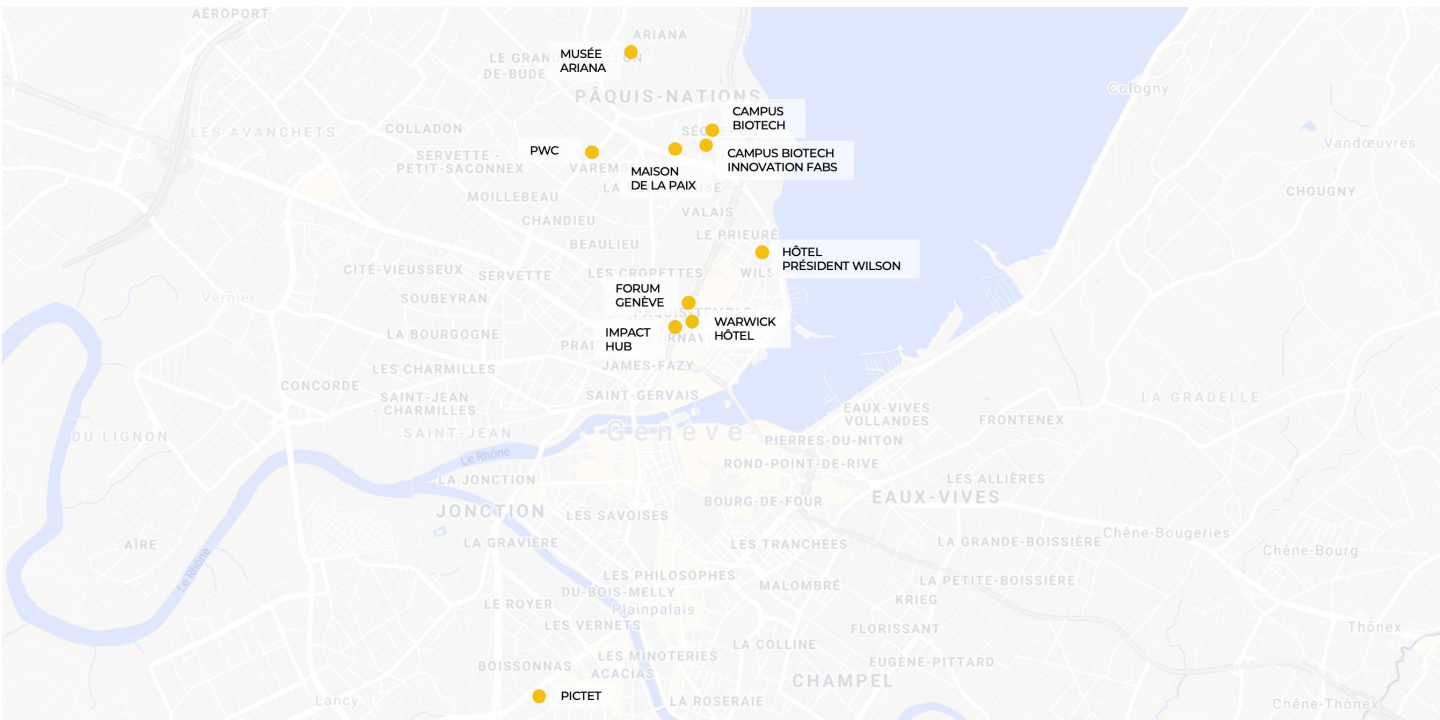 AÉROPORT
ARIANA
MUSÉE
ARIANA
LE GRAND
DE-BUDE
PÂQUIS-NATIONS
Cologny
CAMPUS
BIOTECH
COLLADON
LES AVANCHETS
Vandœuvres
PWC
CAMPUS BIOTECH
INNOVATION FABS
SERVETTE -
PETIT-SACONNEX
MAISON
DE LA PAIX
CHOUGNY
MOILLEBEAU
VALAIS
CHANDIEU
LE PRIEURÉ
BEAULIEU
HÔTEL
PRÉSIDENT WILSON
CITÉ-VIEUSSEUX
SERVETTE
LES CROPETTES
FORUM
GENÈVE
Vernier
SOUBEYRAN
WARWICK
HÔTEL
IMPACT
HUB
LA BOURGOGNE
JAMES-FAZY
LES CHARMILLES
CONCORDE
SAINT-GERVAIS
SAINT-JEAN
- CHARMILLES
LA GRADELLE
EAUX-VIVES
VOLLANDES
FRONTENEX
DU LIGNON
SAINT-JEAN
Genève
PIERRES-DU-NITON
Le Rhône
ROND-POINT-DE-RIVE
LA JONCTION
LES ALLIÈRES
EAUX-VIVES
BOURG-DE-FOUR
JONCTION
LES SAVOISES
Chêne-Bougeries
AÏRE
LA GRAVIÈRE
LES TRANCHÉES
LA GRANDE-BOISSIÈRE
Chêne-Bourg
Le Rhône
LES PHILOSOPHES
MALOMBRÉ
LA PETITE-BOISSIÈRE
DU-BOIS-MELLY
KRIEG
LE ROYER
Plainpalais
LES VERNETS
FLORISSANT
Thônex
LA COLLINE
LES MINOTERIES
EUGÈNE-PITTARD
BOISSONNAS
ACACIAS
CHAMPEL
PICTET
Lancy
LA ROSERAIE
Chêne-Thônex